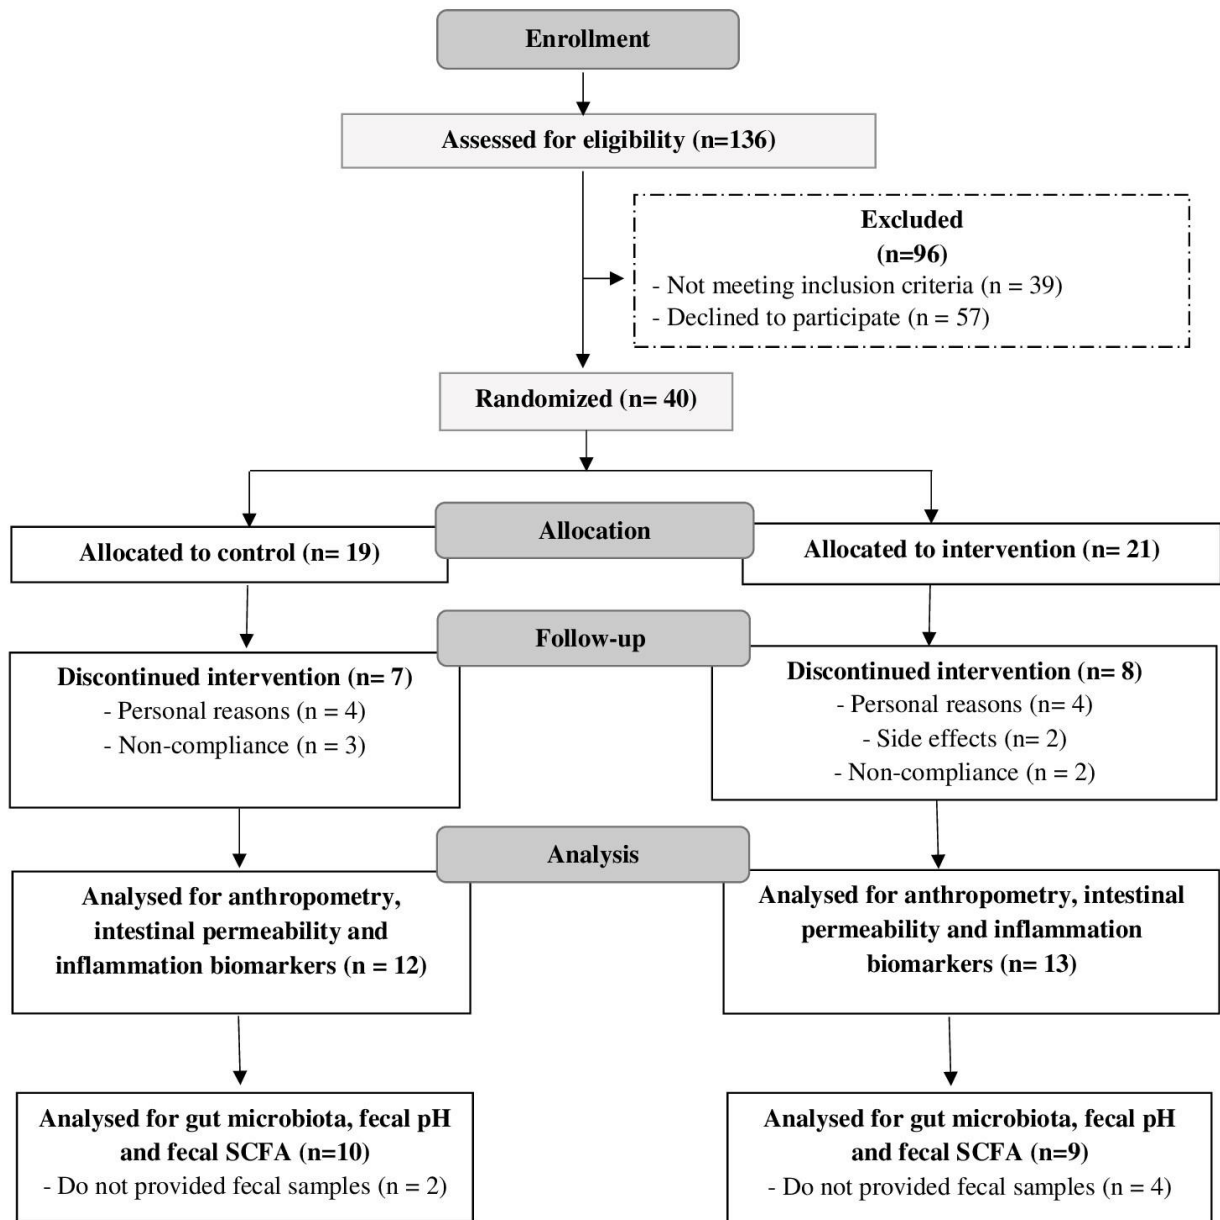 Enrollment
Assessed for eligibility (n=136)
Excluded
(n=96)
- Not meeting inclusion criteria (n = 39)
- Declined to participate (n = 57)
Randomized (n= 40)
Allocation
Allocated to control (n= 19)
Allocated to intervention (n= 21)
Follow-up
Discontinued intervention (n= 7)
- Personal reasons (n = 4)
- Non-compliance (n = 3)
Discontinued intervention (n= 8)
- Personal reasons (n= 4)
- Side effects (n= 2)
- Non-compliance (n = 2)
Analysis
Analysed for anthropometry,
intestinal permeability and
inflammation biomarkers (n = 12)
Analysed for anthropometry, intestinal
permeability and inflammation
biomarkers (n= 13)
Analysed for gut microbiota, fecal pH
and fecal SCFA (n=10)
- Do not provided fecal samples (n = 2)
Analysed for gut microbiota, fecal pH
and fecal SCFA (n=9)
- Do not provided fecal samples (n = 4)